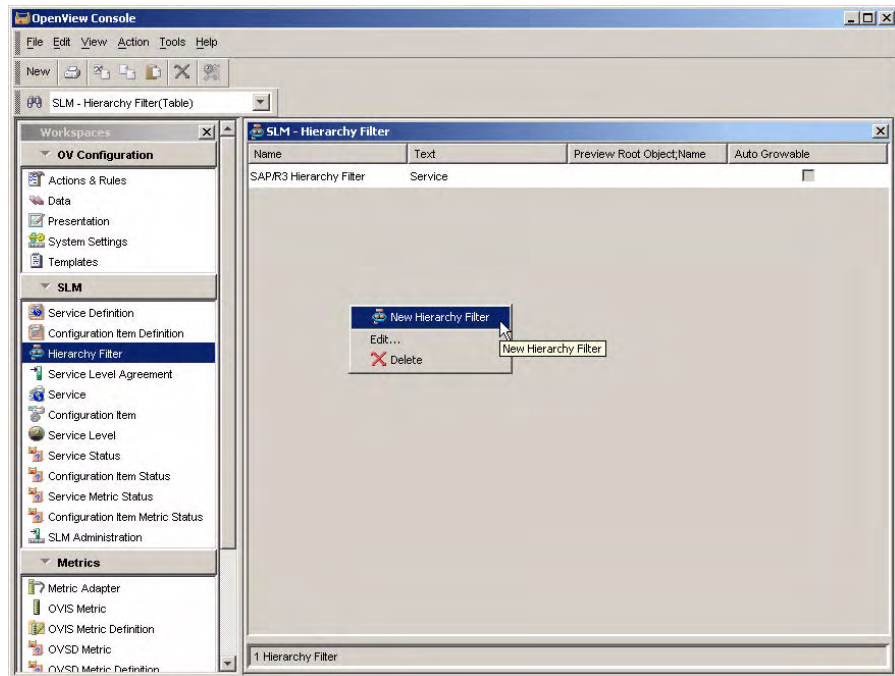 OpenView Console
File Edit View Action Tools Help
New
SLM - Hierarchy Filter(Table)
Workspaces
OV Configuration
Actions & Rules
Data
Presentation
System Settings
Templates
SLM
Service Definition
Configuration Item Definition
Hierarchy Filter
Service Level Agreement
Service
Configuration Item
Service Level
Service Status
Configuration Item Status
Service Metric Status
Configuration Item Metric Status
SLM Administration
Metrics
Metric Adapter
OVIS Metric
OVIS Metric Definition
OVSD Metric
OVSD Metric Definition
SLM - Hierarchy Filter
Name Text Preview Root Object;Name Auto Growable
SAP/R3 Hierarchy Filter Service
New Hierarchy Filter
Edit...
New Hierarchy Filter
Delete
1 Hierarchy Filter